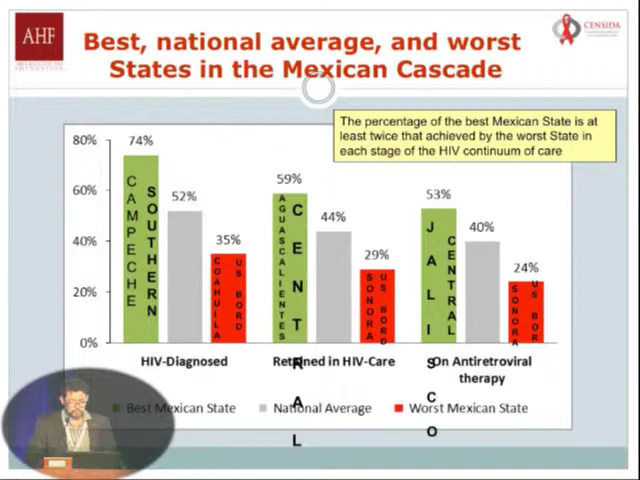 AHF
CENSIDA
Best, national average, and worst
States in the Mexican Cascade
The percentage of the best Mexican State is at
least twice that achieved by the worst State in
each stage of the HIV continuum of care
80%
60%
40%
20%
0%
74%
52%
35%
59%
44%
29%
53%
40%
24%
CAMPECHE
SOUTHERN
COAHUILA
US BORD
AGUASCALIENTES
CENTRAL
SONORA
US BORD
JALISCO
CENTRAL
SONORA
US BOR
HIV-Diagnosed
Retained in HIV-Care
On Antiretroviral
therapy
Best Mexican State
National Average
Worst Mexican State